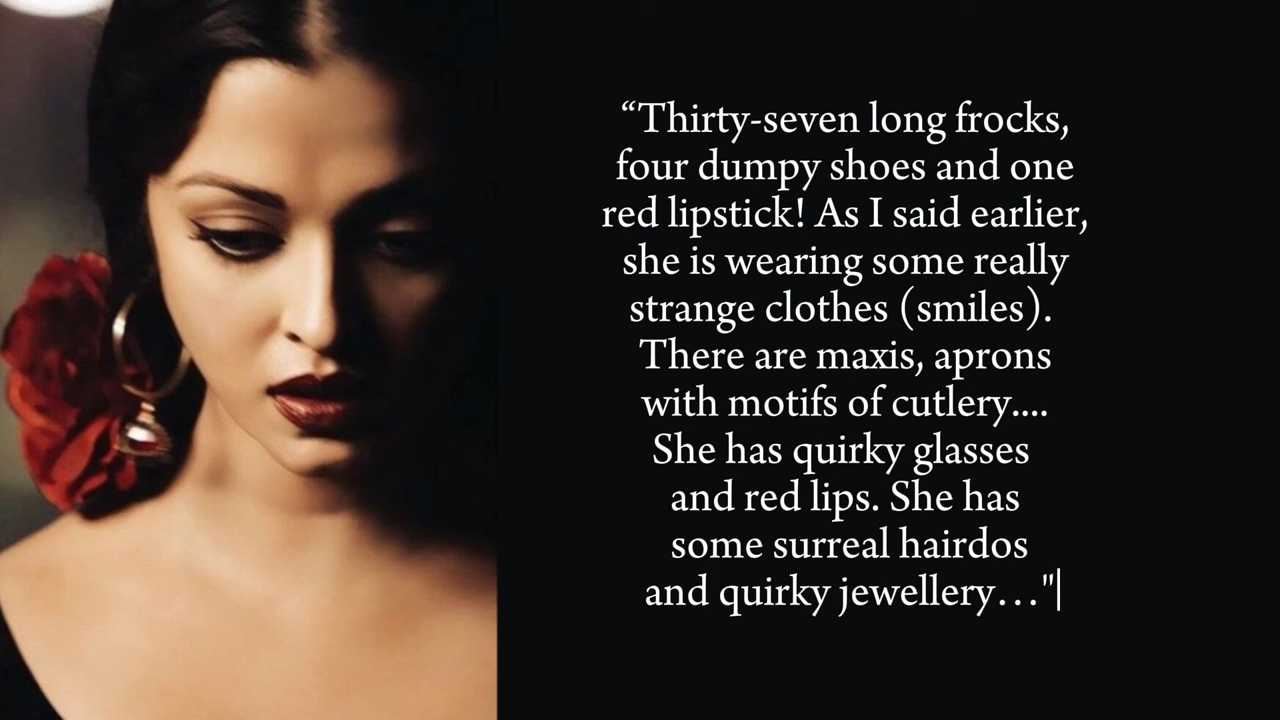 “Thirty-seven long frocks,
four dumpy shoes and one
red lipstick! As I said earlier,
she is wearing some really
strange clothes (smiles).
There are maxis, aprons
with motifs of cutlery....
She has quirky glasses
and red lips. She has
some surreal hairdos
and quirky jewellery…"|